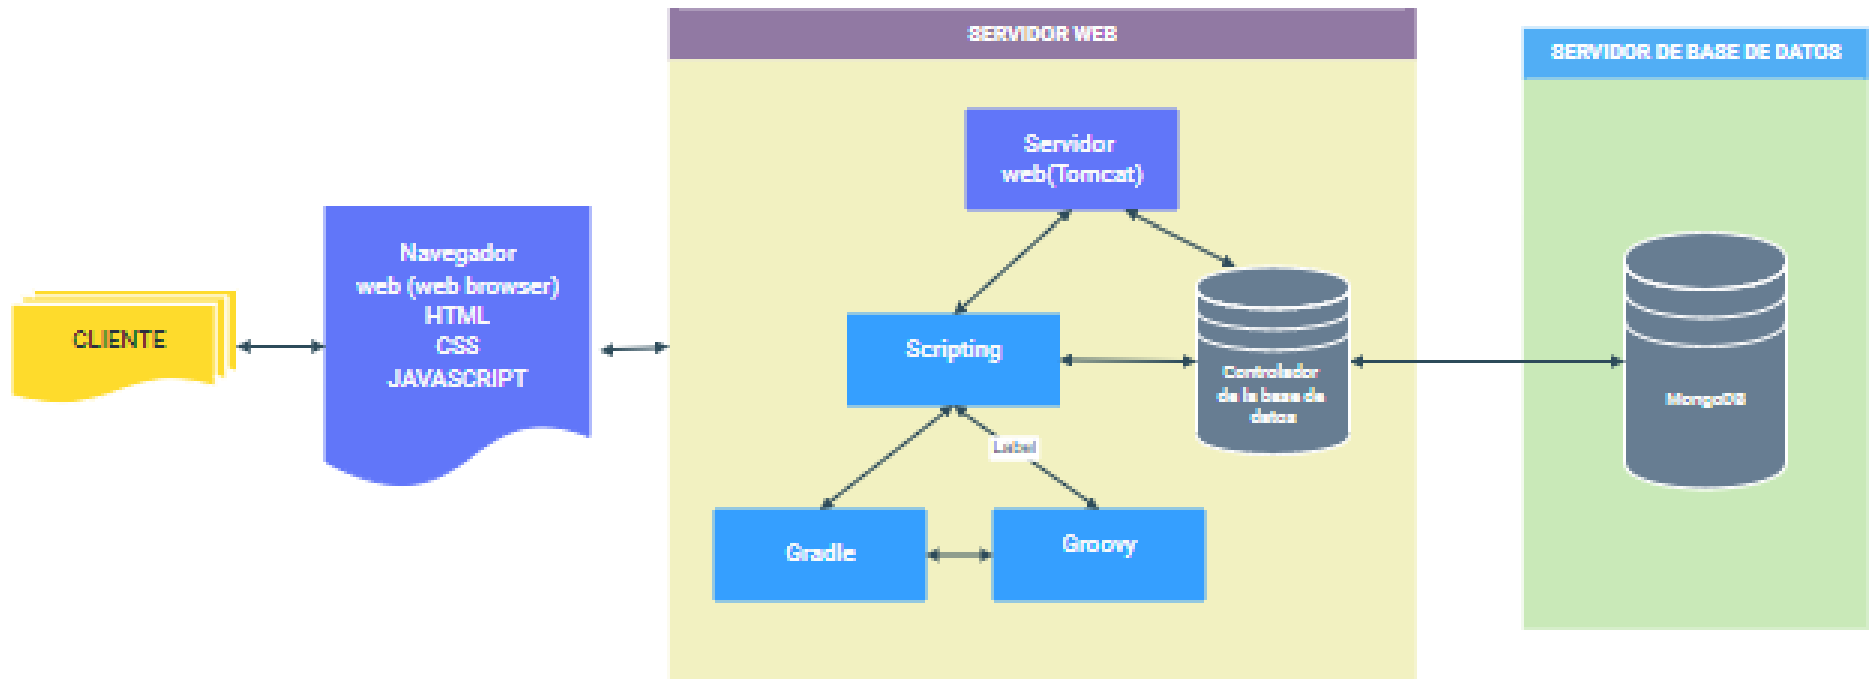 SERVIDOR WEB
SERVIDOR DE BASE DE DATOS
Servidor
web(Tomcat)
Navegador
web (web browser)
HTML
CSS
JAVASCRIPT
CLIENTE
Scripting
Controlador
de la base de
datos
MongoDB
Label
Gradle
Groovy